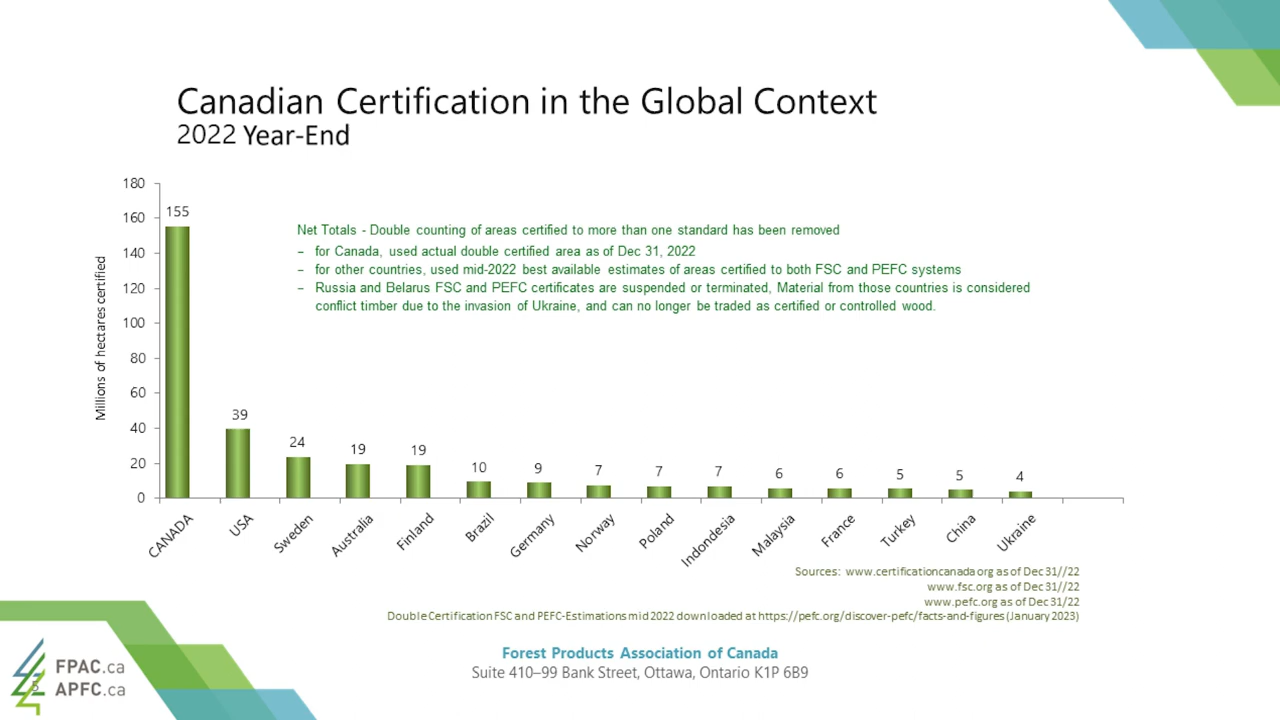 Canadian Certification in the Global Context
2022 Year-End
Millions of hectares certified
180
160
140
120
100
80
60
40
20
0
155
39
24
19
19
10
9
7
7
7
6
6
5
5
4
Net Totals - Double counting of areas certified to more than one standard has been removed
– for Canada, used actual double certified area as of Dec 31, 2022
– for other countries, used mid-2022 best available estimates of areas certified to both FSC and PEFC systems
– Russia and Belarus FSC and PEFC certificates are suspended or terminated, Material from those countries is considered
conflict timber due to the invasion of Ukraine, and can no longer be traded as certified or controlled wood.
CANADA
USA
Sweden
Australia
Finland
Brazil
Germany
Norway
Poland
Indondesia
Malaysia
France
Turkey
China
Ukraine
Sources: www.certificationcanada.org as of Dec 31//22
www.fsc.org as of Dec 31//22
www.pefc.org as of Dec 31/22
Double Certification FSC and PEFC-Estimations mid 2022 downloaded at https://pefc.org/discover-pefc/facts-and-figures (January 2023)
Forest Products Association of Canada
Suite 410–99 Bank Street, Ottawa, Ontario K1P 6B9
FPAC.ca
APFC.ca
5